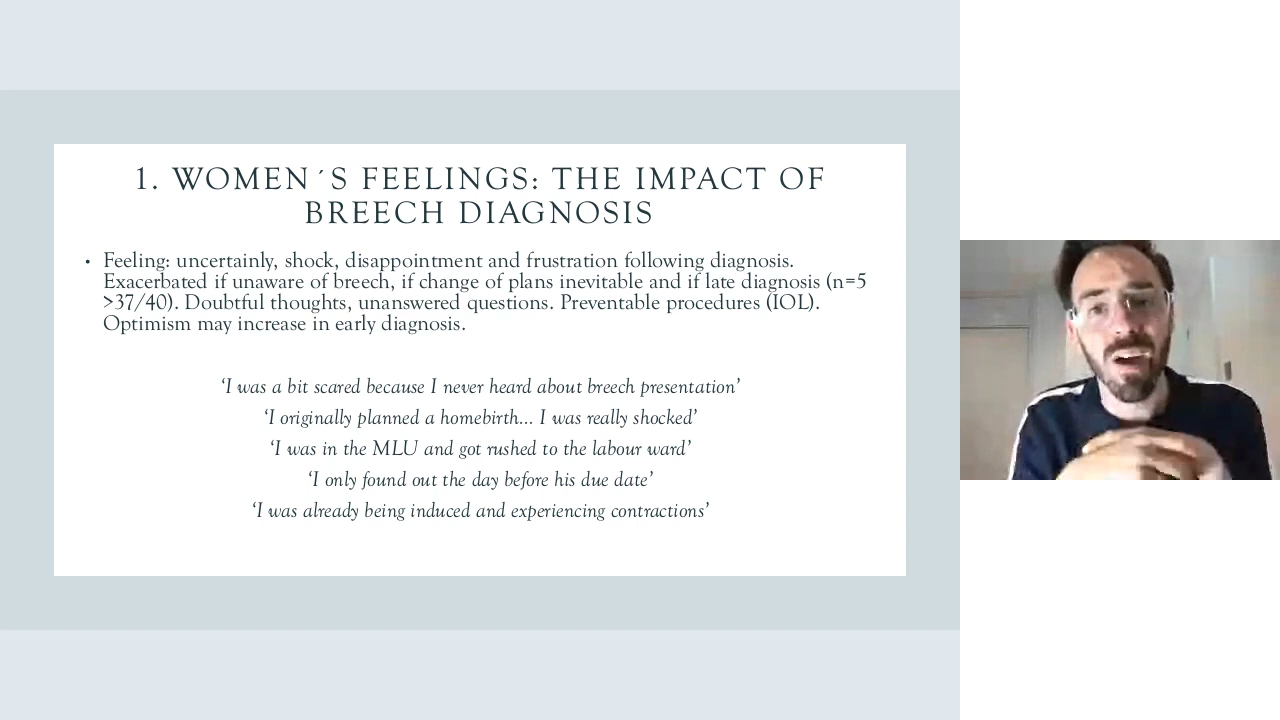 1. WOMEN´S FEELINGS: THE IMPACT OF
BREECH DIAGNOSIS
• Feeling: uncertainly, shock, disappointment and frustration following diagnosis.
Exacerbated if unaware of breech, if change of plans inevitable and if late diagnosis (n=5
>37/40). Doubtful thoughts, unanswered questions. Preventable procedures (IOL).
Optimism may increase in early diagnosis.
‘I was a bit scared because I never heard about breech presentation’
‘I originally planned a homebirth... I was really shocked’
‘I was in the MLU and got rushed to the labour ward’
‘I only found out the day before his due date’
‘I was already being induced and experiencing contractions’